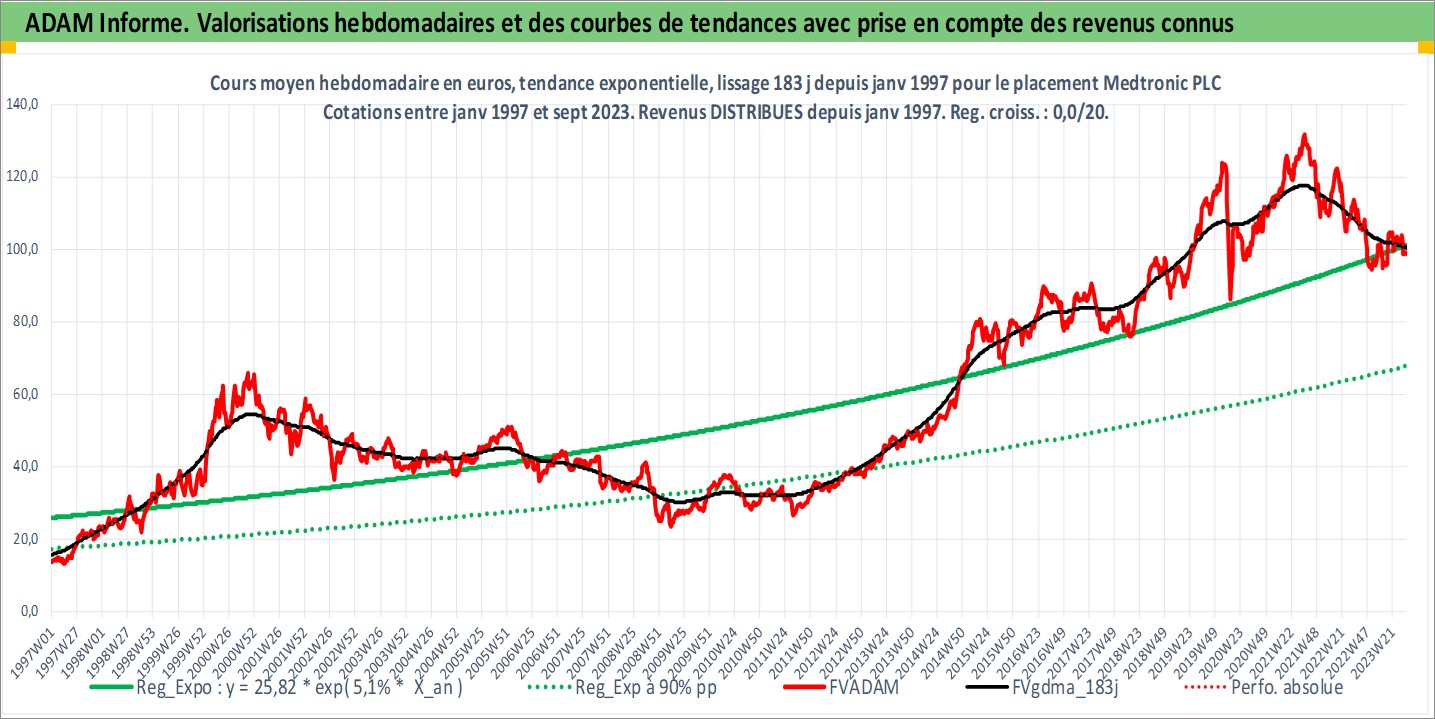 ADAM Informe. Valorisations hebdomadaires et des courbes de tendances avec prise en compte des revenus connus
Cours moyen hebdomadaire en euros, tendance exponentielle, lissage 183 j depuis janv 1997 pour le placement Medtronic PLC
Cotations entre janv 1997 et sept 2023. Revenus DISTRIBUES depuis janv 1997. Reg. croiss. : 0,0/20.
140,0
120,0
100,0
80,0
60,0
40,0
20,0
0,0
1997W01
1997W27
1998W01
1998W27
1998W53
1999W26
1999W52
2000W26
2000W52
2001W26
2001W52
2002W26
2002W52
2003W26
2003W52
2004W26
2004W52
2005W25
2005W51
2006W25
2006W51
2007W25
2007W51
2008W25
2008W51
2009W25
2009W51
2010W24
2010W50
2011W24
2011W50
2012W24
2012W50
2013W24
2013W50
2014W24
2014W50
2015W24
2015W50
2016W23
2016W49
2017W23
2017W49
2018W23
2018W49
2019W23
2019W49
2020W23
2020W49
2021W22
2021W48
2022W21
2022W47
2023W21
Reg_Expo : y = 25,82 * exp( 5,1% * X_an )
Reg_Exp à 90% pp
FVADAM
FVgdma_183j
Perfo. absolue